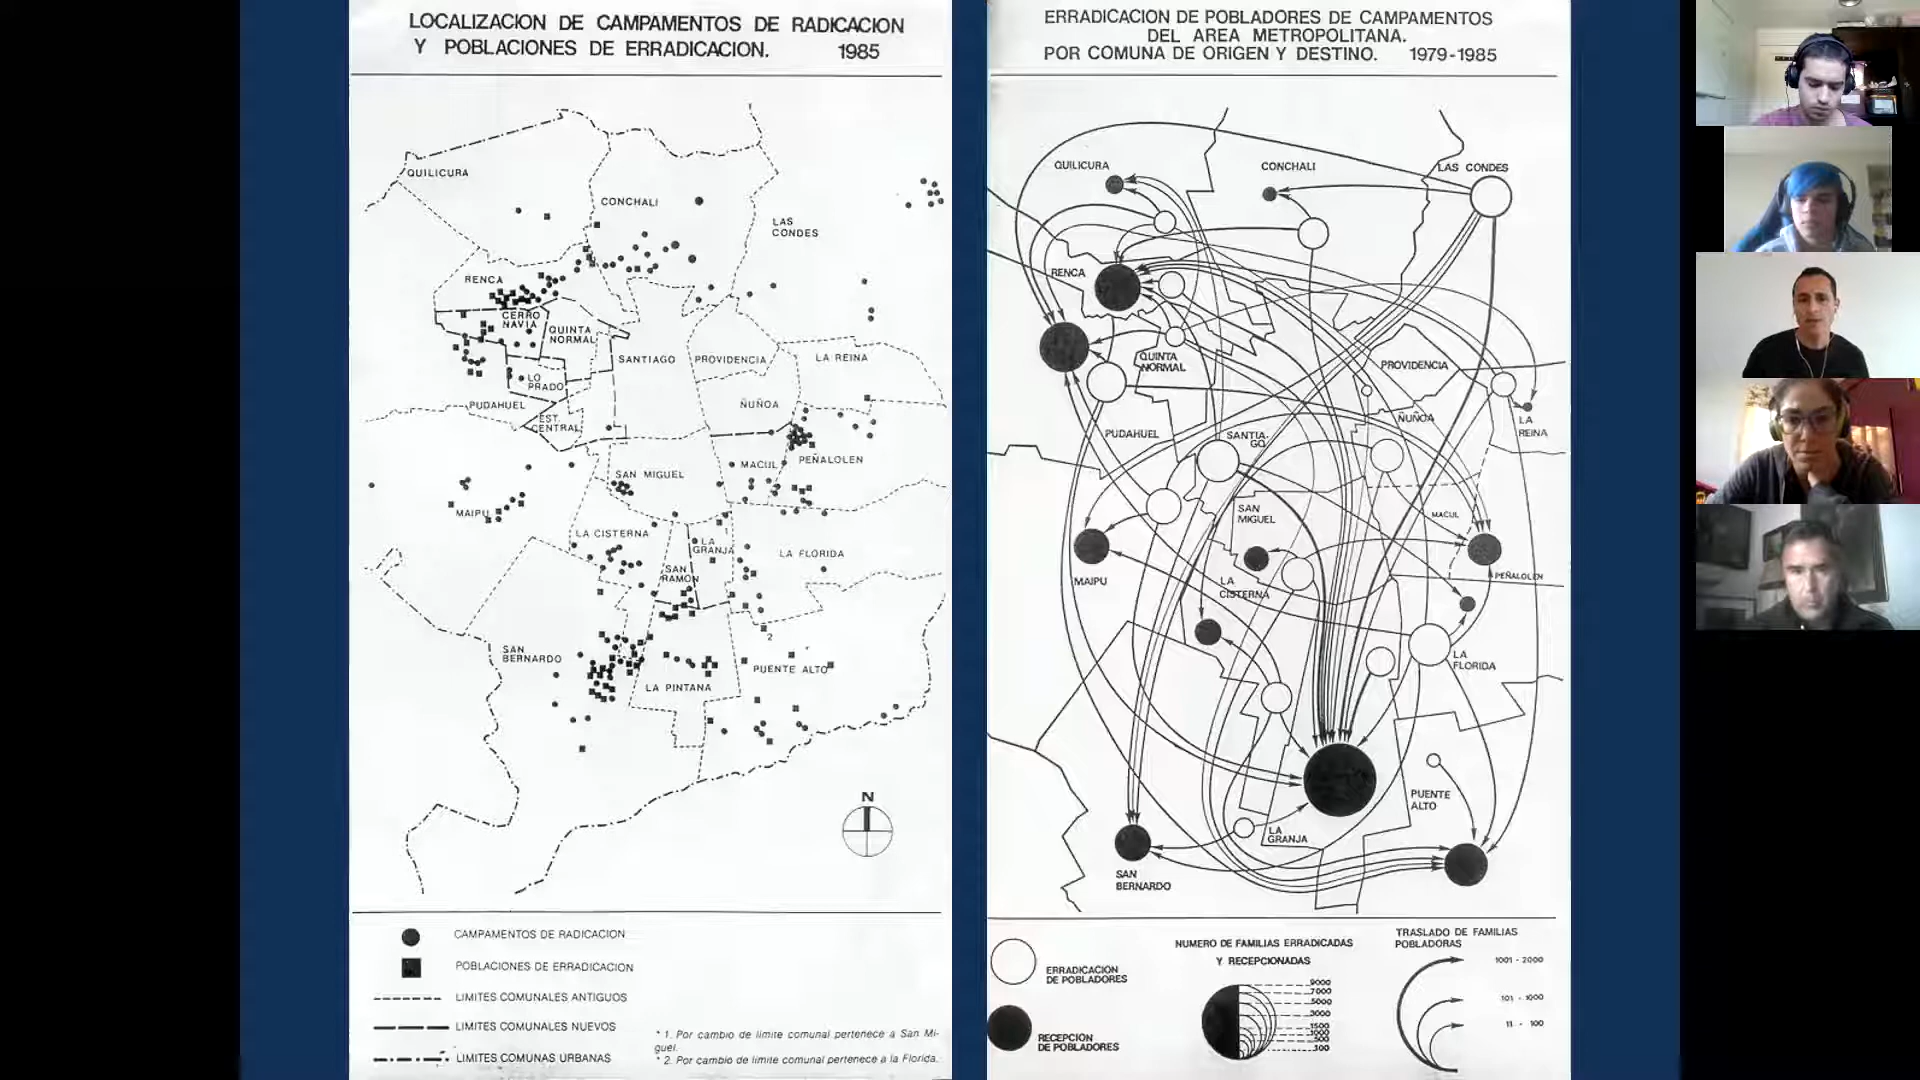 LOCALIZACION DE CAMPAMENTOS DE RADICACION
Y POBLACIONES DE ERRADICACION. 1985
QUILICURA
CONCHALI
LAS
CONDES
RENCA
CERRO
NAVIA
QUINTA
NORMAL
SANTIAGO
PROVIDENCIA
LA REINA
LO
PRADO
PUDAHUEL
EST.
CENTRAL
ÑUÑOA
SAN MIGUEL
MACUL
PEÑALOLEN
MAIPU
LA CISTERNA
LA
GRANJA
LA FLORIDA
SAN
RAMON
2
SAN
BERNARDO
LA PINTANA
PUENTE ALTO
N
CAMPAMENTOS DE RADICACION
POBLACIONES DE ERRADICACION
LIMITES COMUNALES ANTIGUOS
LIMITES COMUNALES NUEVOS
LIMITES COMUNAS URBANAS
* 1. Por cambio de limite comunal pertenece a San Mi-
guel.
* 2. Por cambio de limite comunal pertenece a la Florida.
ERRADICACION DE POBLADORES DE CAMPAMENTOS
DEL AREA METROPOLITANA.
POR COMUNA DE ORIGEN Y DESTINO. 1979-1985
QUILICURA
CONCHALI
LAS CONDES
RENCA
QUINTA
NORMAL
PROVIDENCIA
PUDAHUEL
SANTIA-
GO
ÑUÑOA
LA
REINA
SAN
MIGUEL
MACUL
MAIPU
LA
CISTERNA
PEÑALOLEN
LA
FLORIDA
PUENTE
ALTO
LA
GRANJA
SAN
BERNARDO
ERRADICACION
DE POBLADORES
RECEPCION
DE POBLADORES
NUMERO DE FAMILIAS ERRADICADAS
Y RECEPCIONADAS
9000
7000
5000
3000
1500
1000
500
100
TRASLADO DE FAMILIAS
POBLADORAS
1001 - 2000
101 - 1000
11 - 100